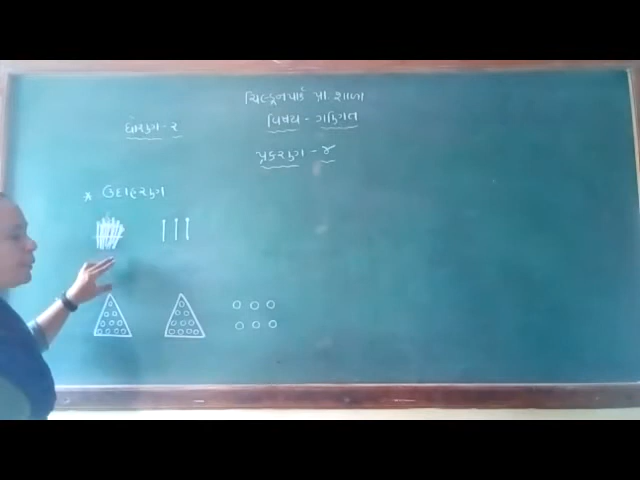 ચિલ્ડ્રનપાર્ક પ્રા. શાળા
ધોરણ - ૨ વિષય - ગણિત
પ્રકરણ - ૪
* ઉદાહરણ